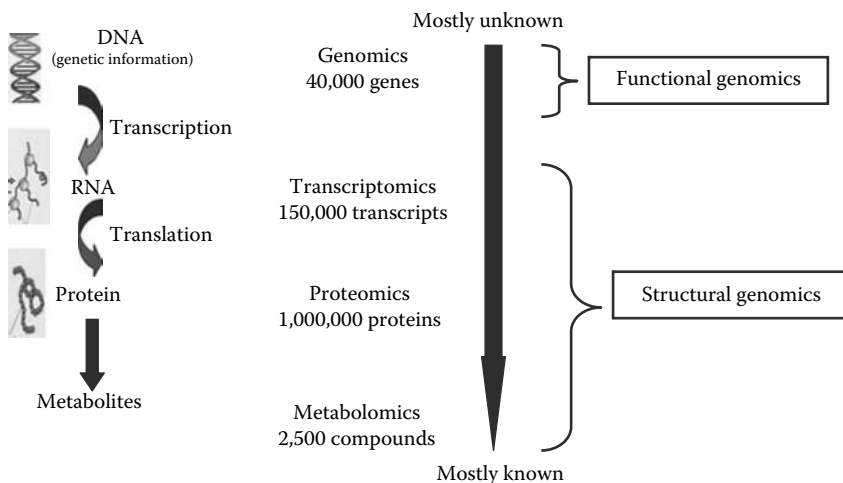 DNA
(genetic information)
Transcription
RNA
Translation
Protein
Metabolites
Mostly unknown
Genomics
40,000 genes
Functional genomics
Transcriptomics
150,000 transcripts
Proteomics
1,000,000 proteins
Structural genomics
Metabolomics
2,500 compounds
Mostly known